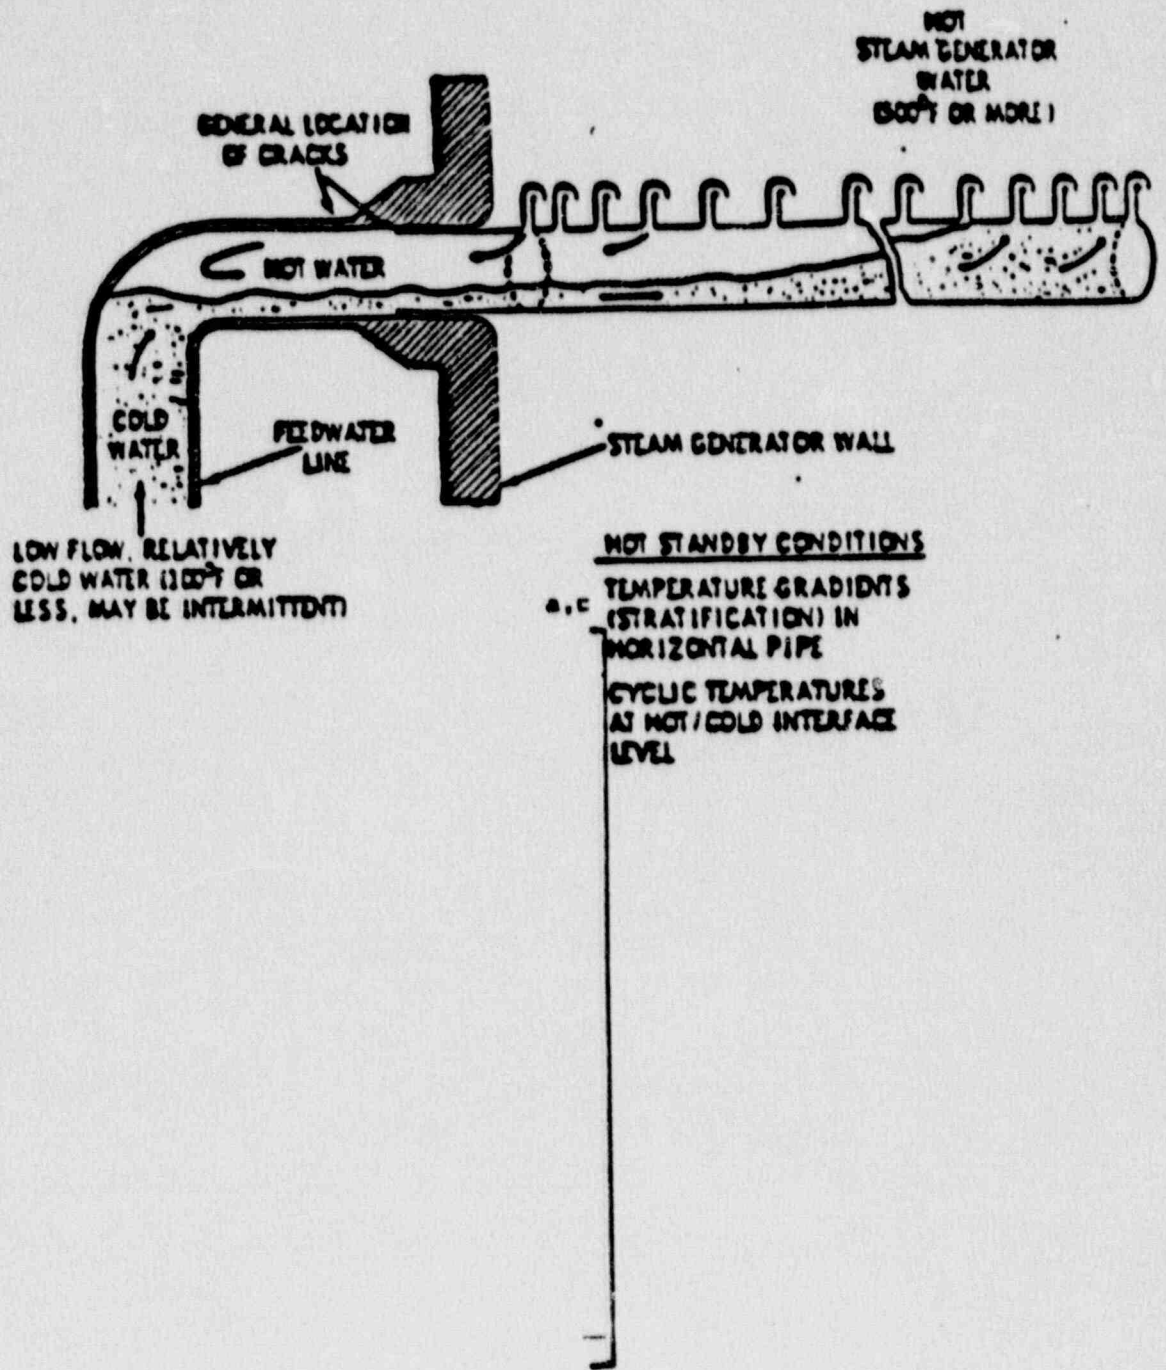 HOT
STEAM GENERATOR
WATER
(500°F OR MORE)
GENERAL LOCATION
OF CRACKS
HOT WATER
COLD
WATER
FEEDWATER
LINE
STEAM GENERATOR WALL
LOW FLOW, RELATIVELY
COLD WATER (100°F OR
LESS, MAY BE INTERMITTENT)
HOT STANDBY CONDITIONS
a,c
TEMPERATURE GRADIENTS
(STRATIFICATION) IN
HORIZONTAL PIPE
CYCLIC TEMPERATURES
AT HOT/COLD INTERFACE
LEVEL